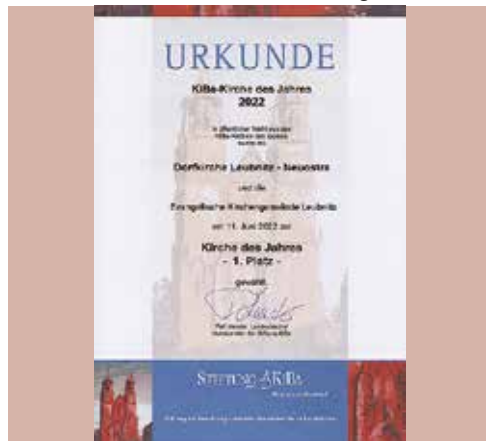 URKUNDE
KiBa-Kirche des Jahres
2022
Dorfkirche Leubnitz - Neuostra
und die
Evangelische Kirchengemeinde Leubnitz
am 11. Juni 2022 zur
Kirche des Jahres
- 1. Platz -
gewählt.
STIFTUNG KiBa